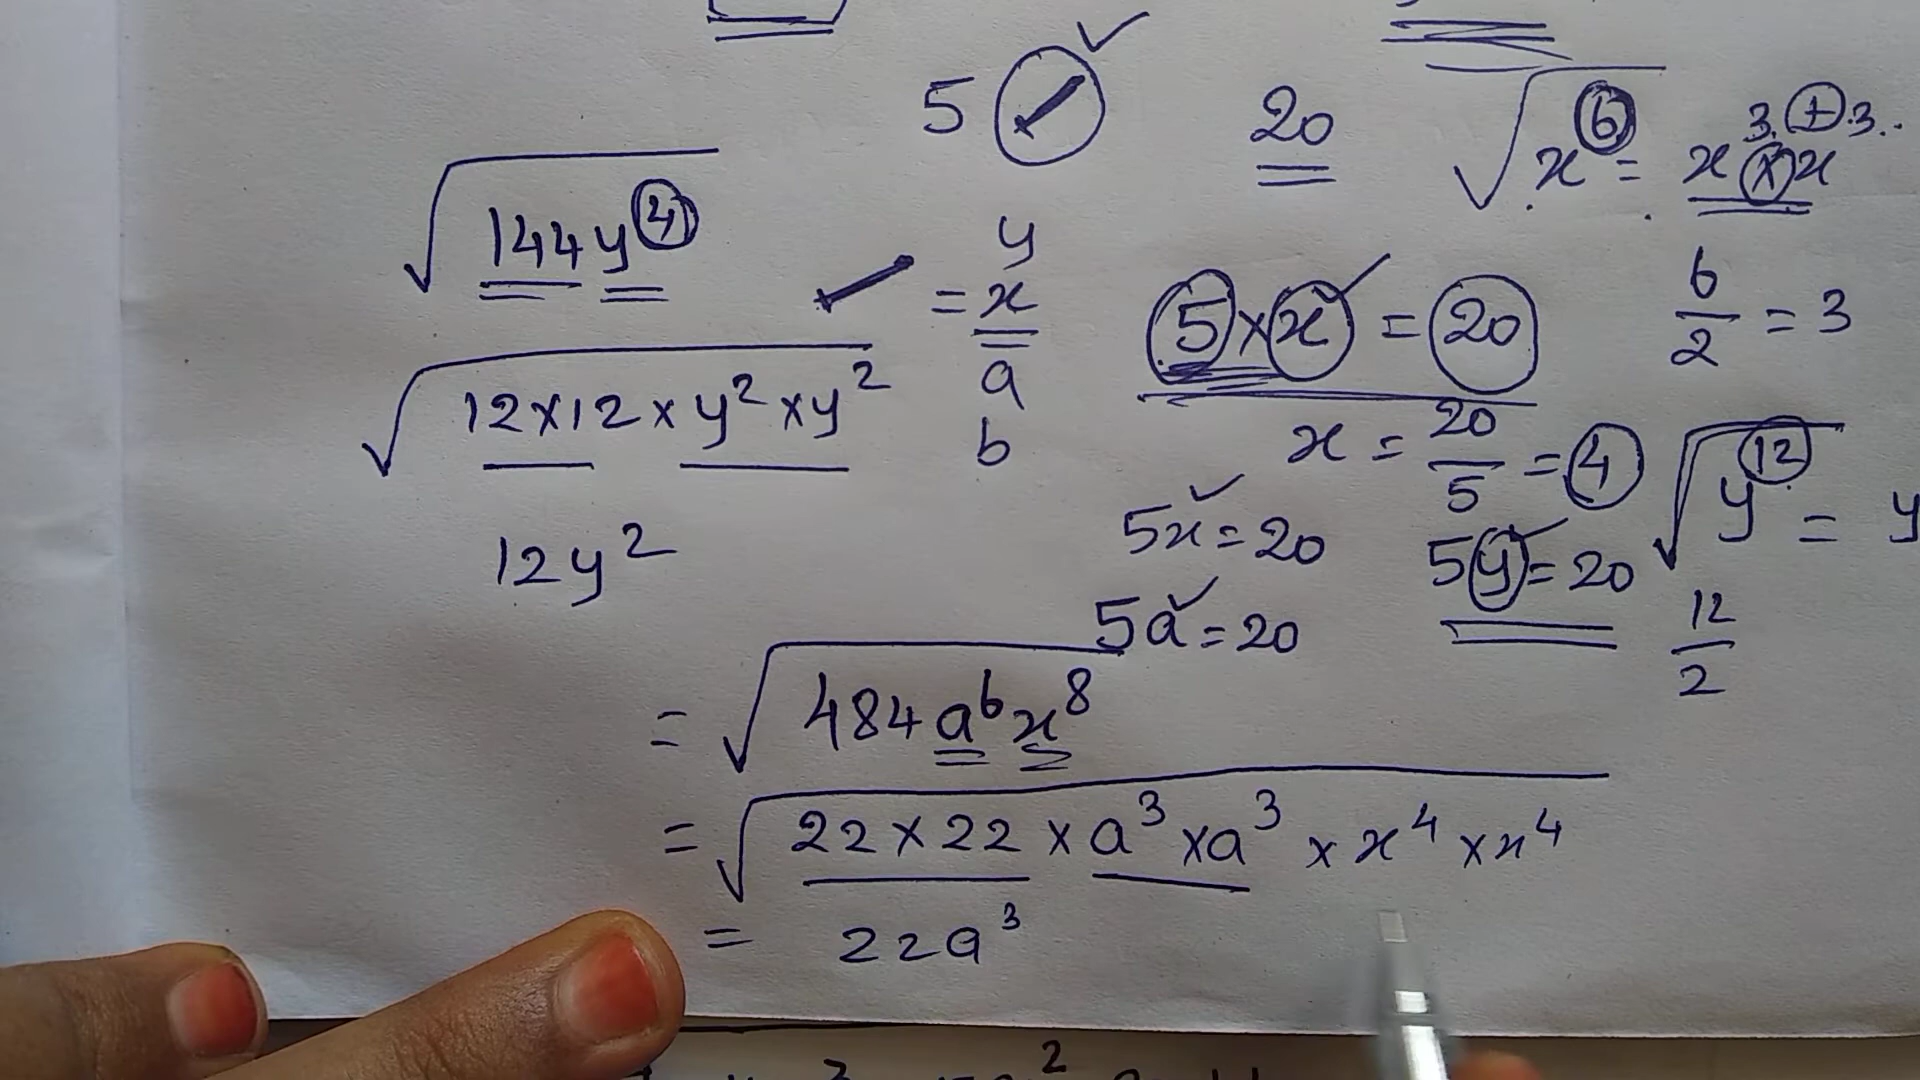 5 ✓ 20
√x⁶ = x³ × x³ +
√144y⁴
= y x a b
5 × x = 20
6/2 = 3
√12×12×y²×y²
x = 20/5 = 4
√y¹² = y
12y²
5x = 20
5y = 20
5a = 20
12/2
= √484a⁶x⁸
= √22×22×a³×a³×x⁴×x⁴
= 22a³